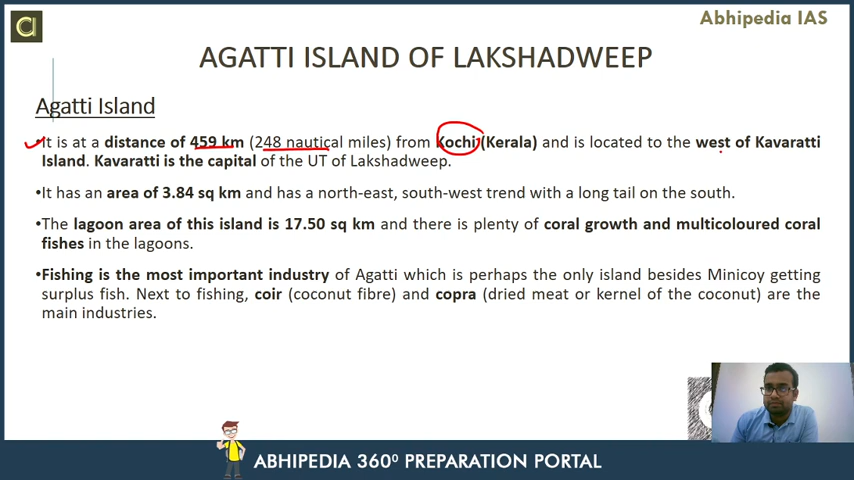 Abhipedia IAS
AGATTI ISLAND OF LAKSHADWEEP
Agatti Island
•It is at a distance of 459 km (248 nautical miles) from Kochi (Kerala) and is located to the west of Kavaratti
Island. Kavaratti is the capital of the UT of Lakshadweep.
•It has an area of 3.84 sq km and has a north-east, south-west trend with a long tail on the south.
•The lagoon area of this island is 17.50 sq km and there is plenty of coral growth and multicoloured coral
fishes in the lagoons.
•Fishing is the most important industry of Agatti which is perhaps the only island besides Minicoy getting
surplus fish. Next to fishing, coir (coconut fibre) and copra (dried meat or kernel of the coconut) are the
main industries.
ABHIPEDIA 360⁰ PREPARATION PORTAL